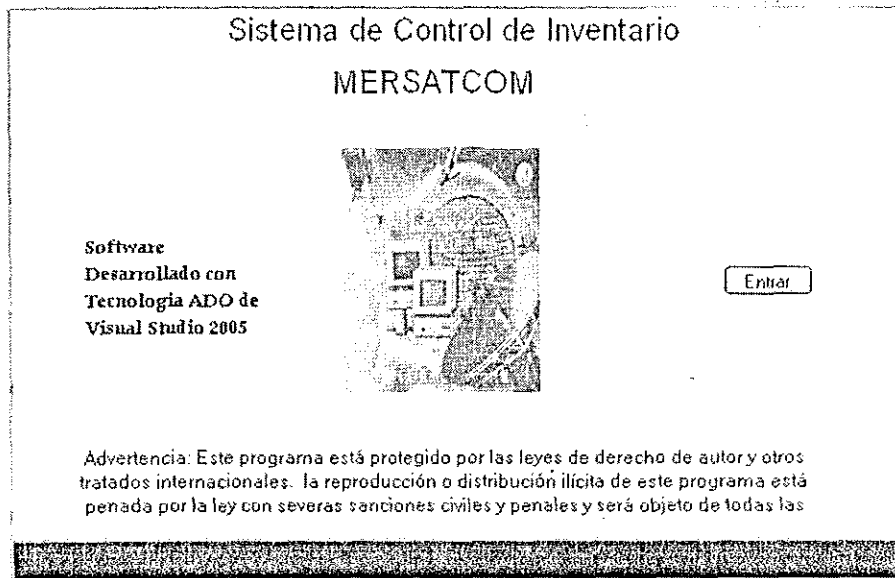 Sistema de Control de Inventario
MERSATCOM
Software
Desarrollado con
Tecnologia ADO de
Visual Studio 2005
Entrar
Advertencia: Este programa está protegido por las leyes de derecho de autor y otros
tratados internacionales. la reproducción o distribución ilícita de este programa está
penada por la ley con severas sanciones civiles y penales y será objeto de todas las